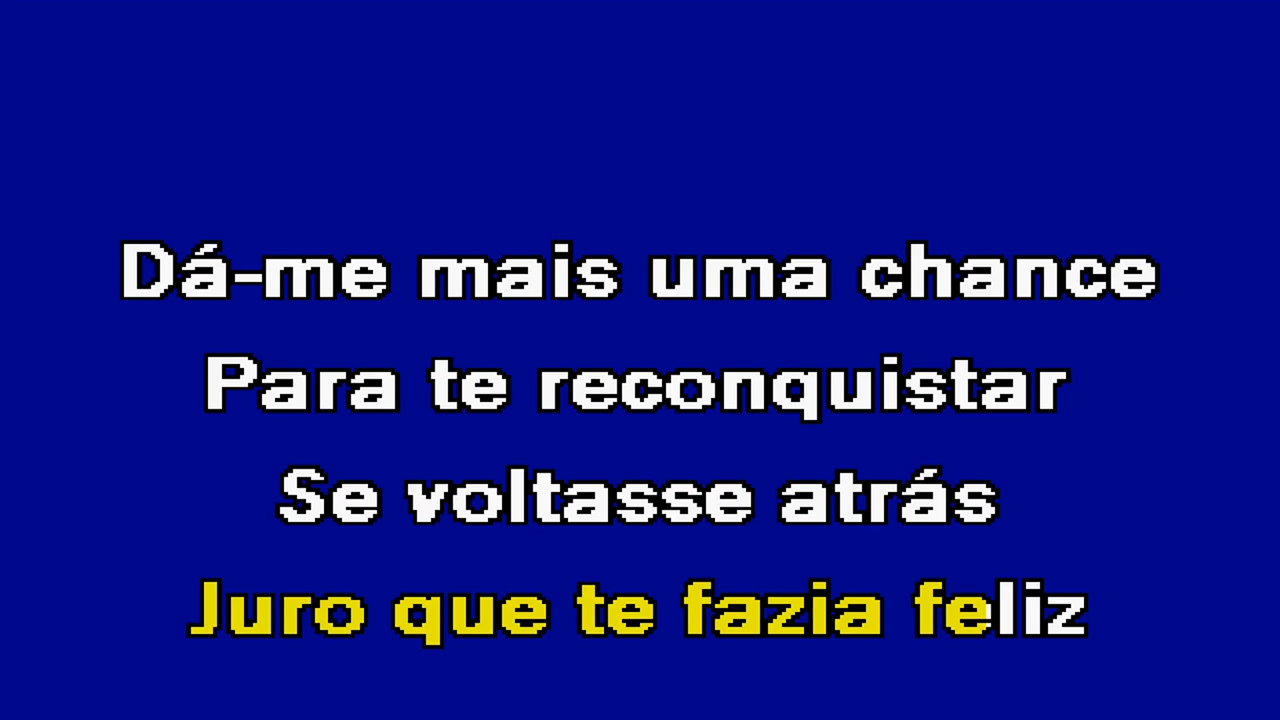 Dá-me mais uma chance
Para te reconquistar
Se voltasse atrás
Juro que te fazia feliz